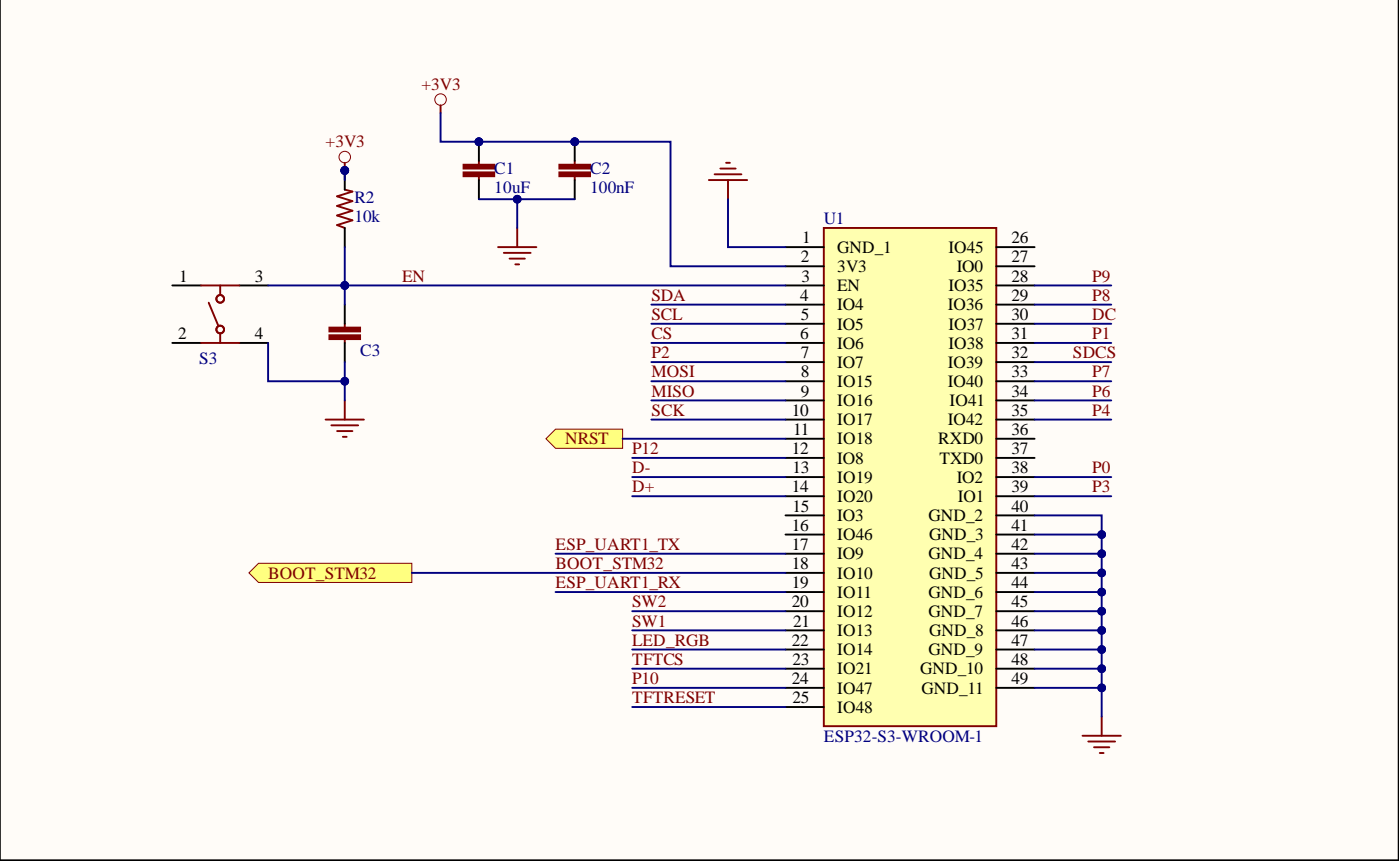 +3V3
+3V3
C1
10uF
C2
100nF
R2
10k
U1
1 GND_1 IO45 26
2 3V3 IO0 27
1 3 EN 3 EN IO35 28 P9
SDA 4 IO4 IO36 29 P8
SCL 5 IO5 IO37 30 DC
2 4 CS 6 IO6 IO38 31 P1
S3 C3 P2 7 IO7 IO39 32 SDCS
MOSI 8 IO15 IO40 33 P7
MISO 9 IO16 IO41 34 P6
SCK 10 IO17 IO42 35 P4
NRST 11 IO18 RXD0 36
P12 12 IO8 TXD0 37
D- 13 IO19 IO2 38 P0
D+ 14 IO20 IO1 39 P3
15 IO3 GND_2 40
16 IO46 GND_3 41
ESP_UART1_TX 17 IO9 GND_4 42
BOOT_STM32 BOOT_STM32 18 IO10 GND_5 43
ESP_UART1_RX 19 IO11 GND_6 44
SW2 20 IO12 GND_7 45
SW1 21 IO13 GND_8 46
LED_RGB 22 IO14 GND_9 47
TFTCS 23 IO21 GND_10 48
P10 24 IO47 GND_11 49
TFTRESET 25 IO48
ESP32-S3-WROOM-1